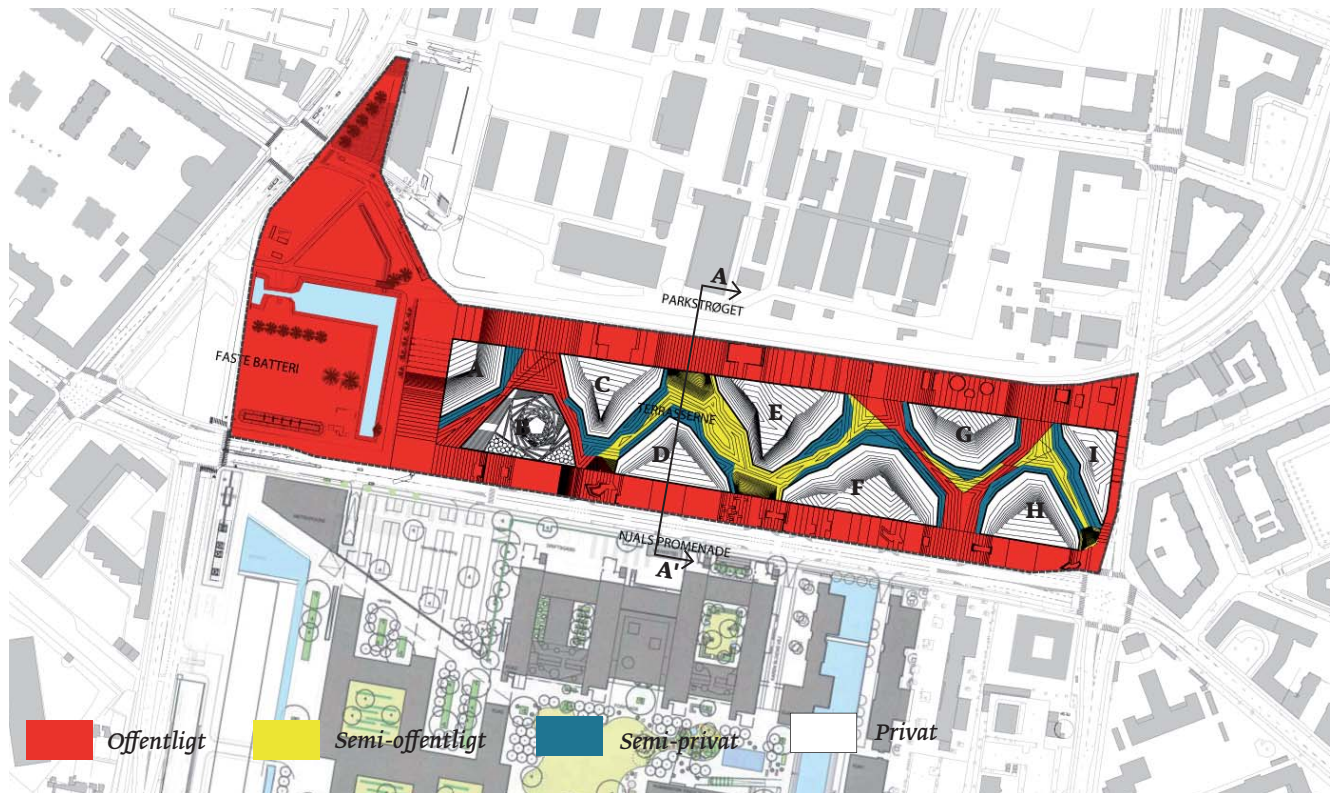 A
PARKSTRØGET
FASTE BATTERI
C
E
TERRASSERNE
G
D
I
F
H
NJALS PROMENADE
A'
Offentligt
Semi-offentligt
Semi-privat
Privat